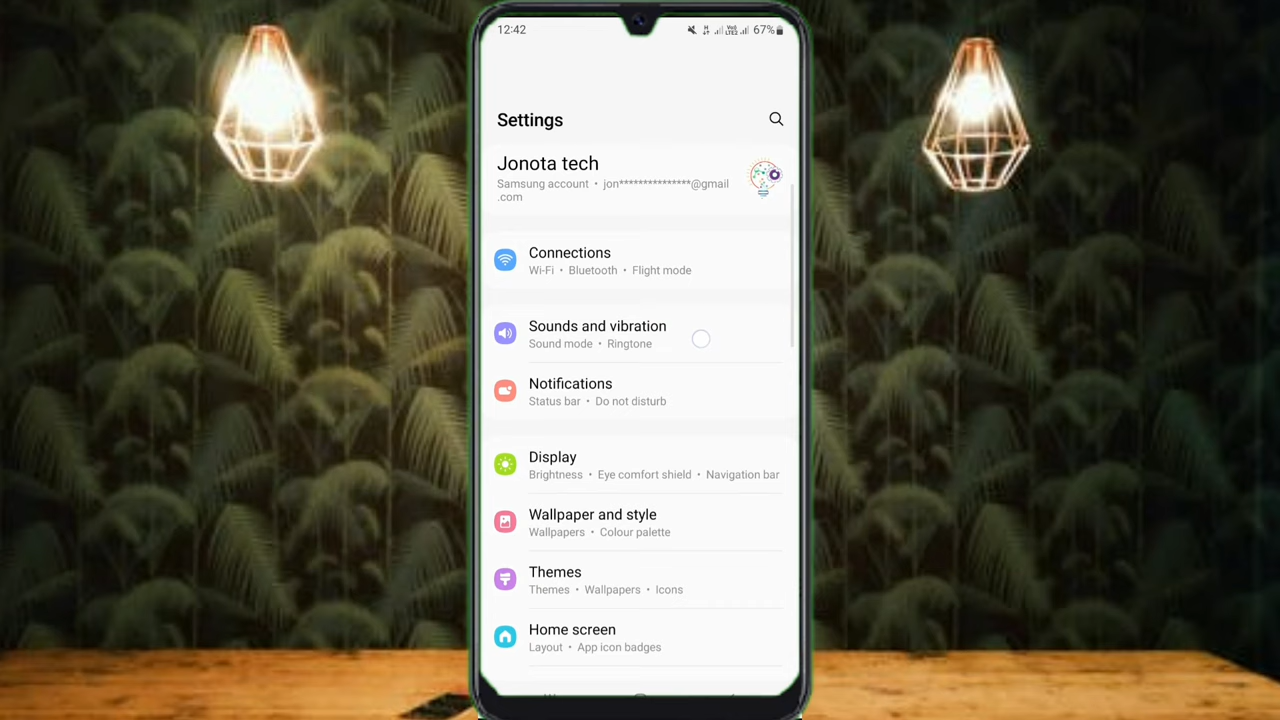 12:42
67%
Settings
Jonota tech
Samsung account • jon***************@gmail
.com
Connections
Wi-Fi • Bluetooth • Flight mode
Sounds and vibration
Sound mode • Ringtone
Notifications
Status bar • Do not disturb
Display
Brightness • Eye comfort shield • Navigation bar
Wallpaper and style
Wallpapers • Colour palette
Themes
Themes • Wallpapers • Icons
Home screen
Layout • App icon badges